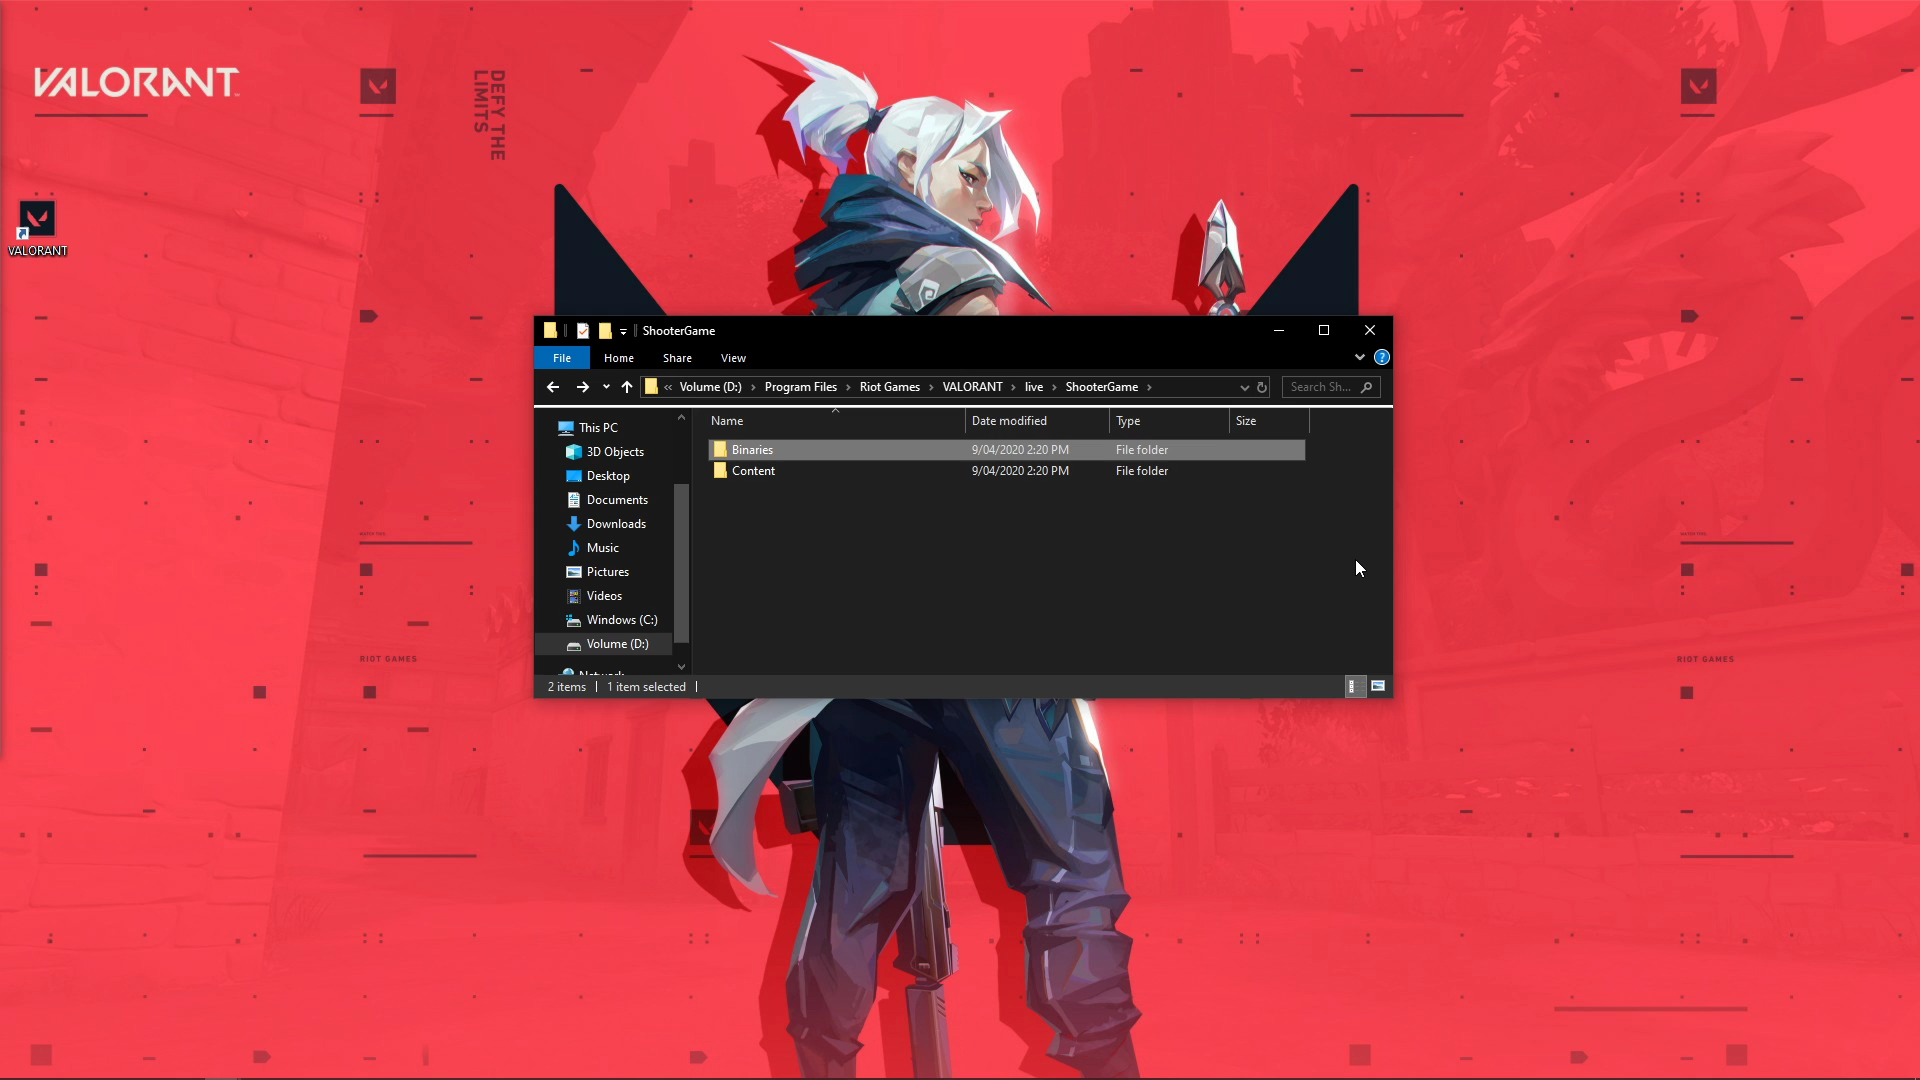 VALORANT
DEFY THE
LIMITS
VALORANT
ShooterGame
File Home Share View
« Volume (D:) > Program Files > Riot Games > VALORANT > live > ShooterGame >
Search Sh...
This PC
3D Objects
Desktop
Documents
Downloads
Music
Pictures
Videos
Windows (C:)
Volume (D:)
Network
Name Date modified Type Size
Binaries 9/04/2020 2:20 PM File folder
Content 9/04/2020 2:20 PM File folder
2 items 1 item selected
RIOT GAMES
RIOT GAMES